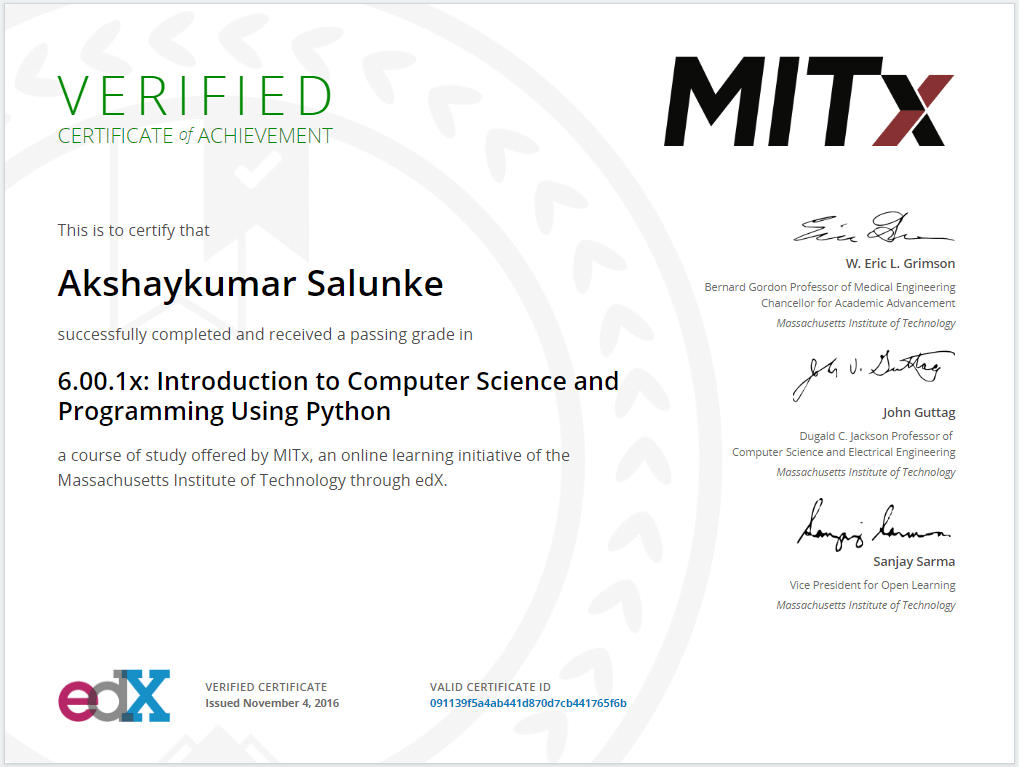 VERIFIED
CERTIFICATE of ACHIEVEMENT
MITx
This is to certify that
Akshaykumar Salunke
successfully completed and received a passing grade in
6.00.1x: Introduction to Computer Science and
Programming Using Python
a course of study offered by MITx, an online learning initiative of the
Massachusetts Institute of Technology through edX.
W. Eric L. Grimson
Bernard Gordon Professor of Medical Engineering
Chancellor for Academic Advancement
Massachusetts Institute of Technology
John V. Guttag
John Guttag
Dugald C. Jackson Professor of
Computer Science and Electrical Engineering
Massachusetts Institute of Technology
Sanjay Sarma
Sanjay Sarma
Vice President for Open Learning
Massachusetts Institute of Technology
edX
VERIFIED CERTIFICATE
Issued November 4, 2016
VALID CERTIFICATE ID
091139f5a4ab441d870d7cb441765f6b